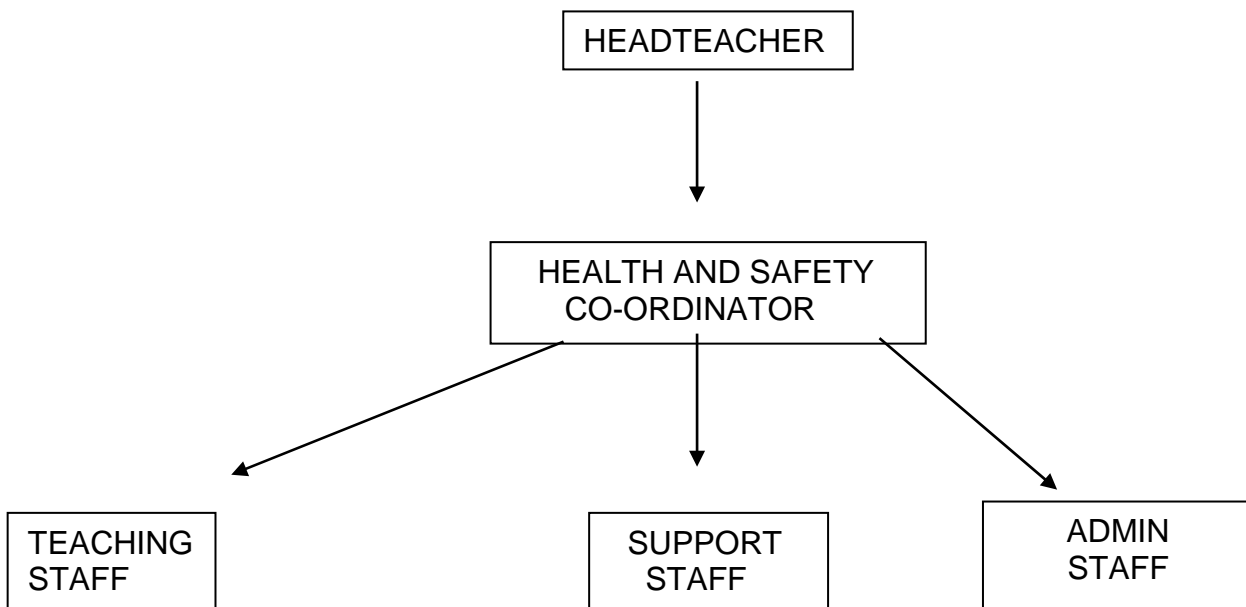 HEADTEACHER
HEALTH AND SAFETY
CO-ORDINATOR
TEACHING
STAFF
SUPPORT
STAFF
ADMIN
STAFF